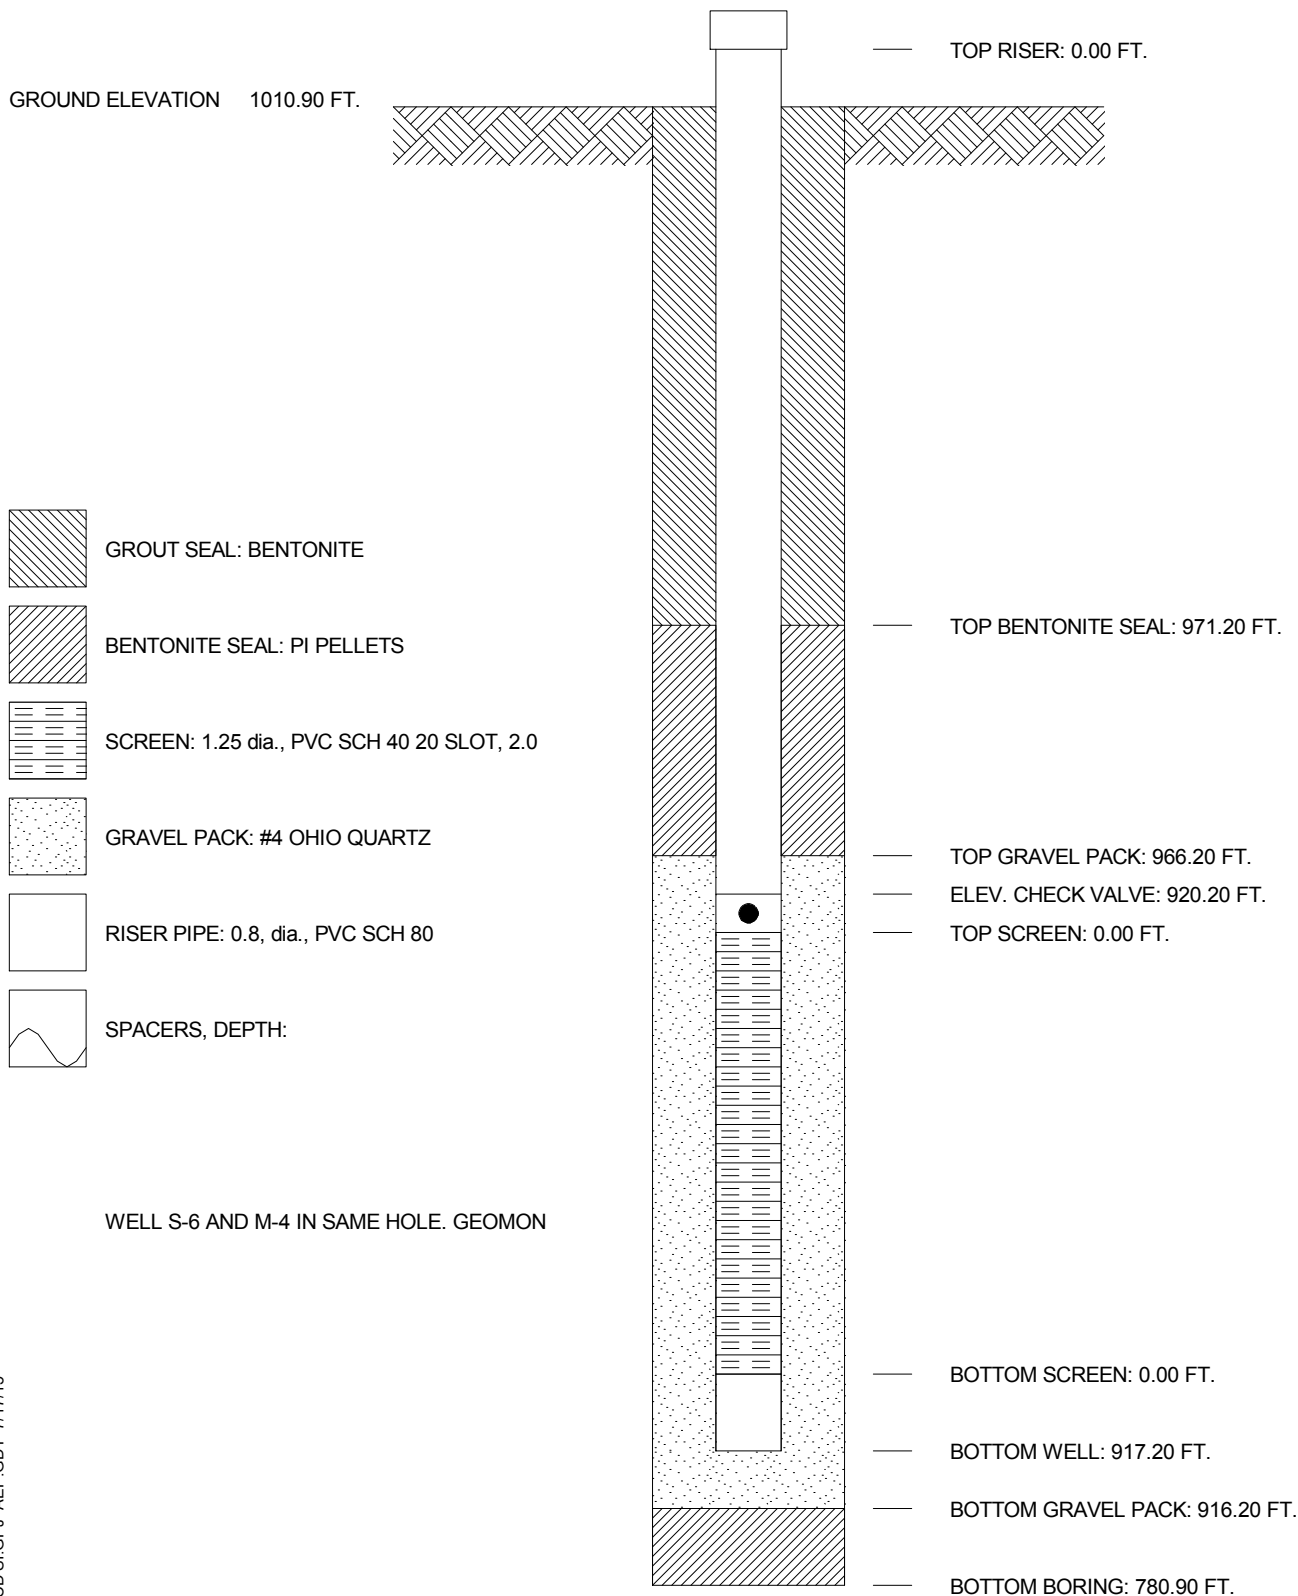 TOP RISER: 0.00 FT.
GROUND ELEVATION 1010.90 FT.
GROUT SEAL: BENTONITE
TOP BENTONITE SEAL: 971.20 FT.
BENTONITE SEAL: PI PELLETS
SCREEN: 1.25 dia., PVC SCH 40 20 SLOT, 2.0
GRAVEL PACK: #4 OHIO QUARTZ
TOP GRAVEL PACK: 966.20 FT.
ELEV. CHECK VALVE: 920.20 FT.
RISER PIPE: 0.8, dia., PVC SCH 80
TOP SCREEN: 0.00 FT.
SPACERS, DEPTH:
WELL S-6 AND M-4 IN SAME HOLE. GEOMON
BOTTOM SCREEN: 0.00 FT.
BOTTOM WELL: 917.20 FT.
BOTTOM GRAVEL PACK: 916.20 FT.
BOTTOM BORING: 780.90 FT.